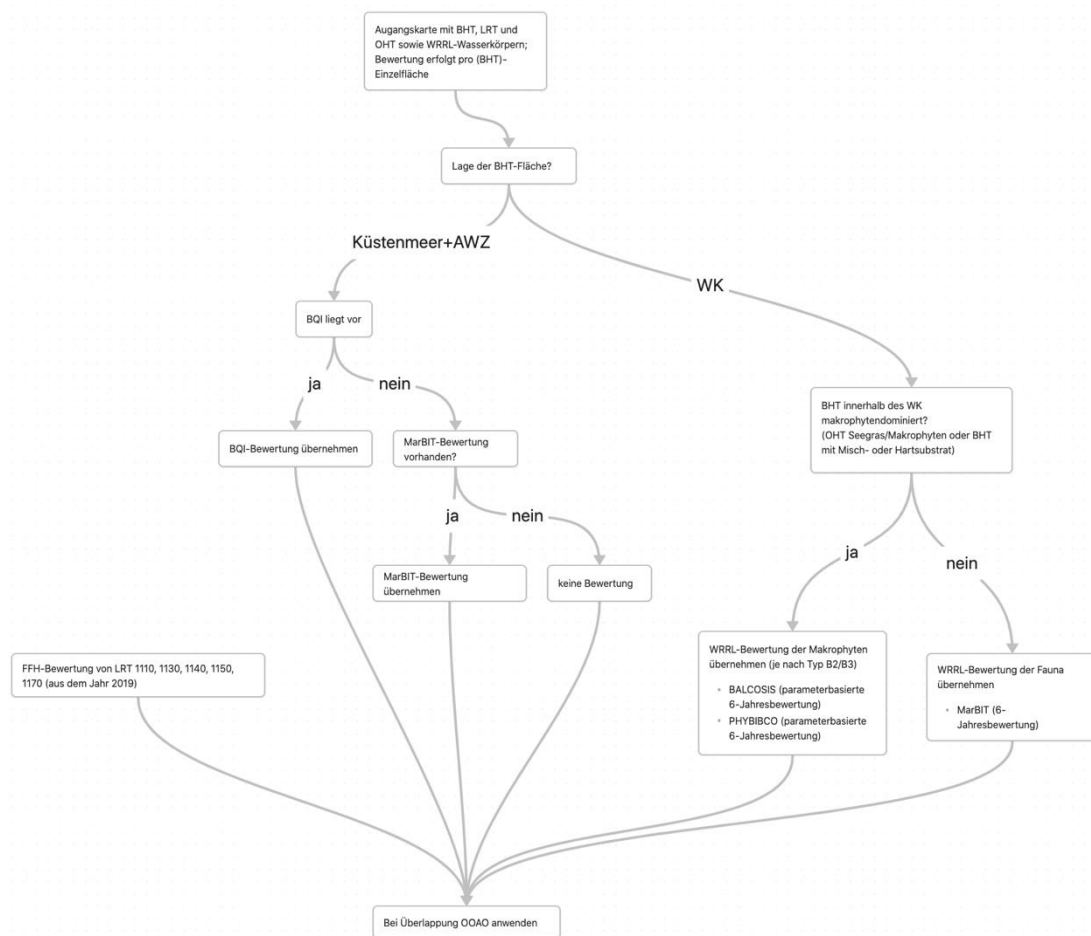 Augangskarte mit BHT, LRT und
OHT sowie WRRL-Wasserkörpern;
Bewertung erfolgt pro (BHT)-
Einzelfläche
Lage der BHT-Fläche?
Küstenmeer+AWZ
WK
BQI liegt vor
ja
nein
BHT innerhalb des WK
makrophytendominiert?
(OHT Seegras/Makrophyten oder BHT
mit Misch- oder Hartsubstrat)
BQI-Bewertung übernehmen
MarBIT-Bewertung
vorhanden?
ja
nein
ja
nein
MarBIT-Bewertung
übernehmen
keine Bewertung
FFH-Bewertung von LRT 1110, 1130, 1140, 1150,
1170 (aus dem Jahr 2019)
WRRL-Bewertung der Makrophyten
übernehmen (je nach Typ B2/B3)
• BALCOSIS (parameterbasierte
6-Jahresbewertung)
• PHYBIBCO (parameterbasierte
6-Jahresbewertung)
WRRL-Bewertung der Fauna
übernehmen
• MarBIT (6-
Jahresbewertung)
Bei Überlappung OOAO anwenden